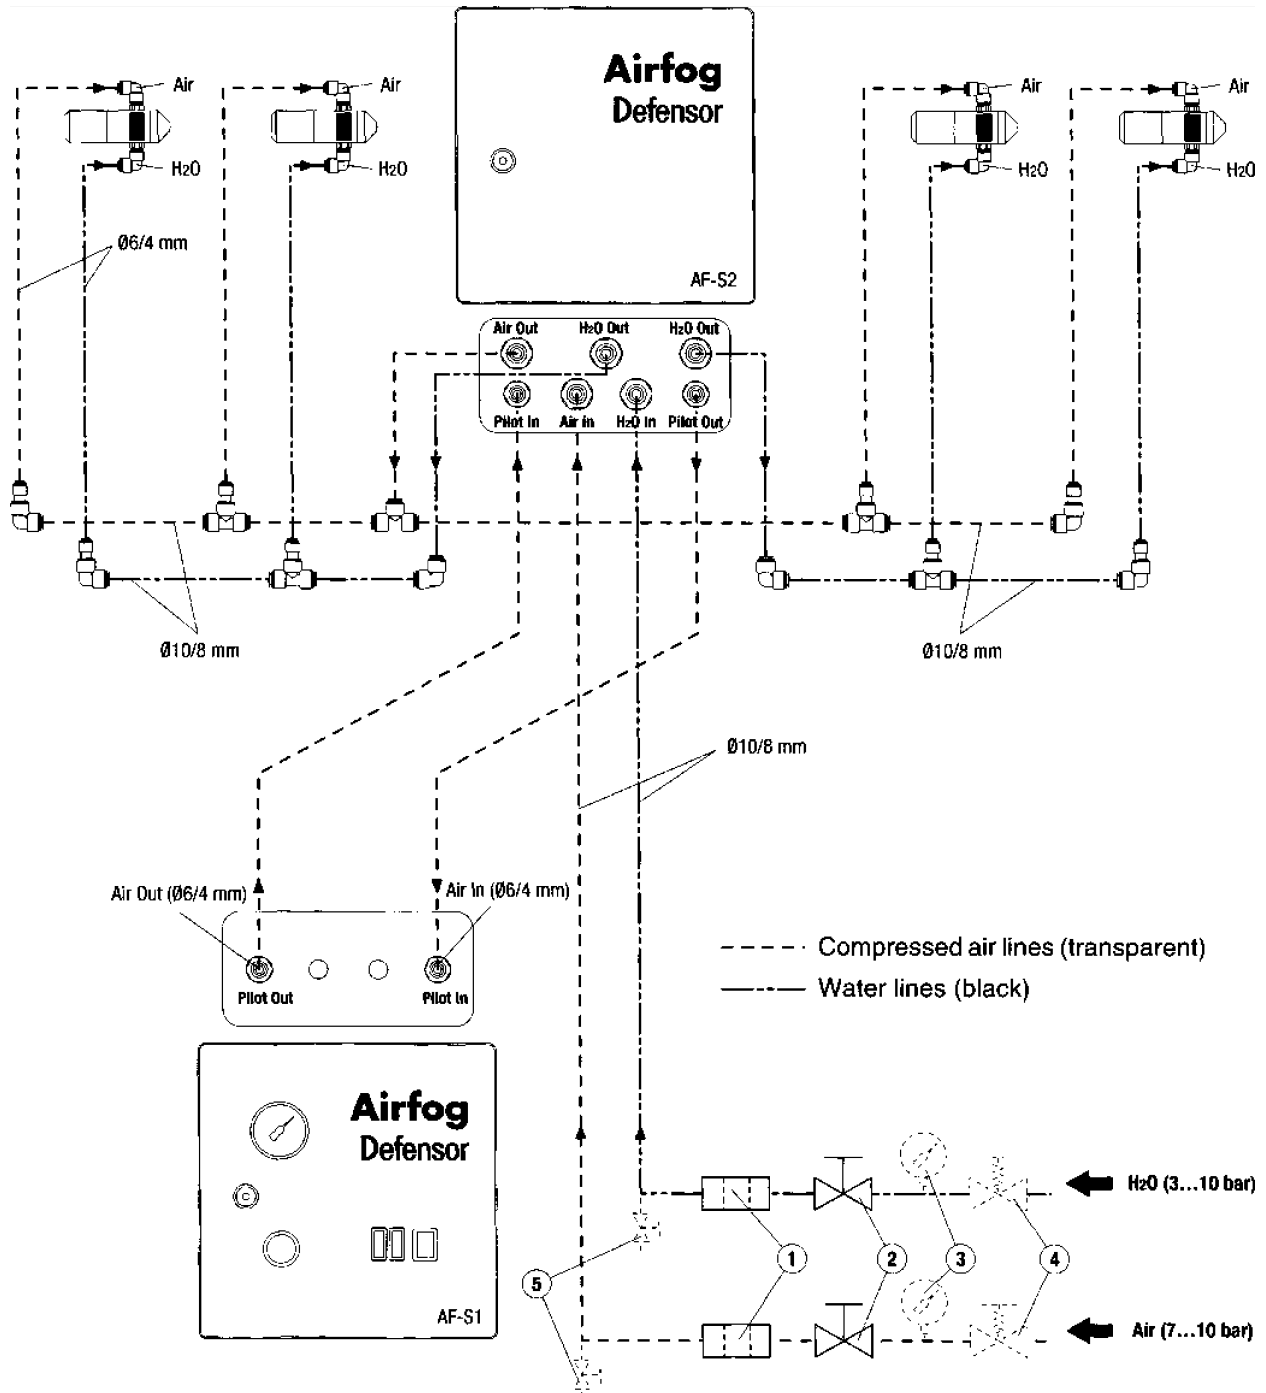 Airfog
Defensor
AF-S2
Air
Air
Air
Air
H2O
H2O
H2O
H2O
Ø6/4 mm
Air Out
H2O Out
H2O Out
Pilot In
Air In
H2O In
Pilot Out
Ø10/8 mm
Ø10/8 mm
Ø10/8 mm
Air Out (Ø6/4 mm)
Air In (Ø6/4 mm)
Pilot Out
Pilot In
Compressed air lines (transparent)
Water lines (black)
Airfog
Defensor
AF-S1
H2O (3...10 bar)
1
2
3
4
5
Air (7...10 bar)